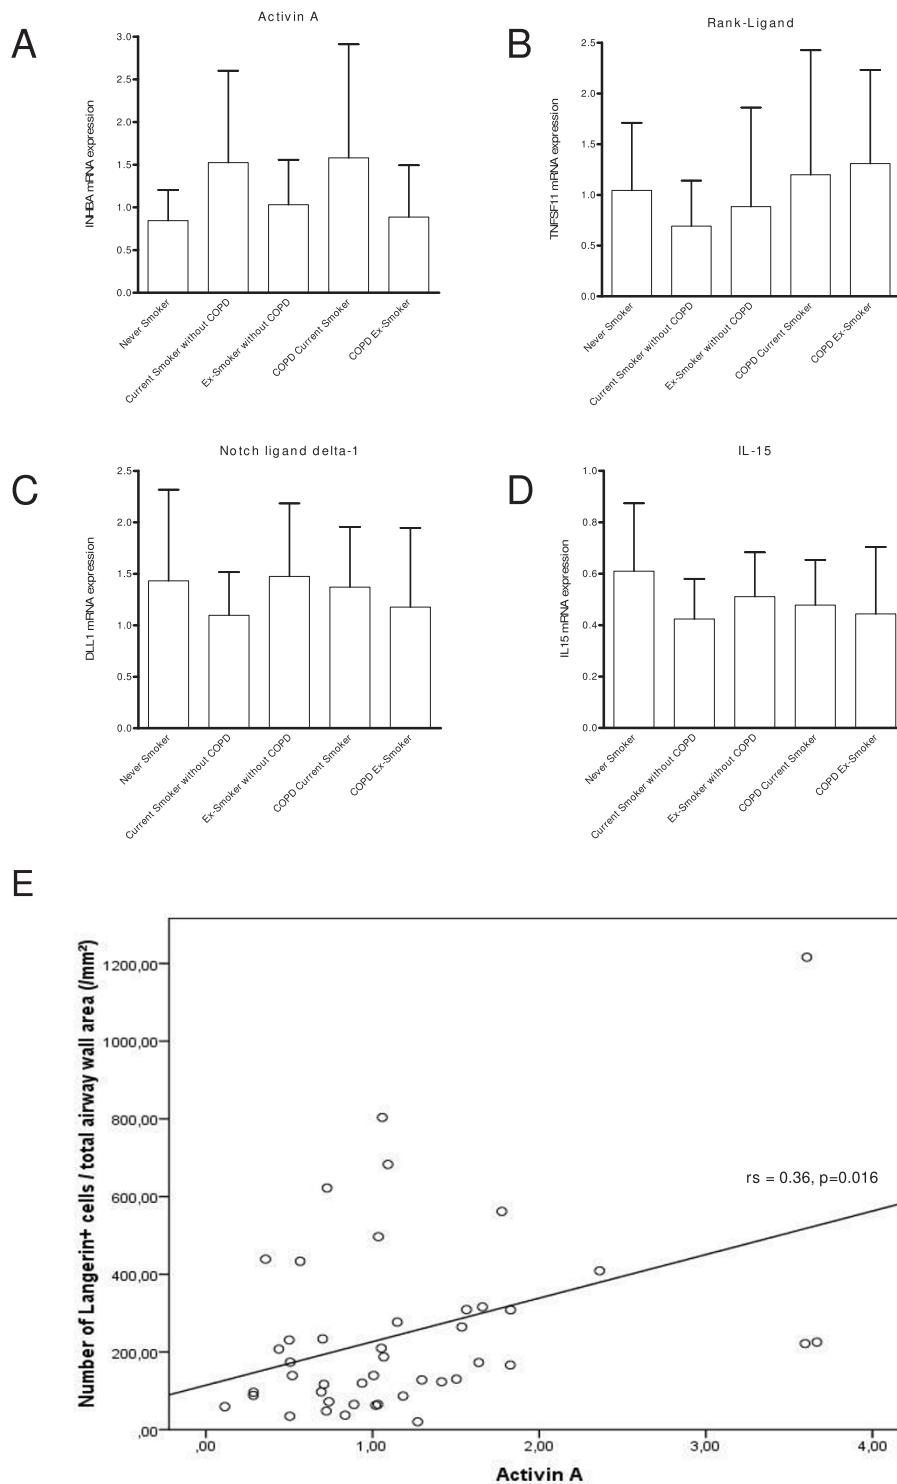 A
Activin A
INHBA mRNA expression
3.0
2.5
2.0
1.5
1.0
0.5
0.0
Never Smoker
Current Smoker without COPD
Ex-Smoker without COPD
COPD Current Smoker
COPD Ex-Smoker
B
Rank-Ligand
TNFSF11 mRNA expression
2.5
2.0
1.5
1.0
0.5
0.0
Never Smoker
Current Smoker without COPD
Ex-Smoker without COPD
COPD Current Smoker
COPD Ex-Smoker
C
Notch ligand delta-1
DLL1 mRNA expression
2.5
2.0
1.5
1.0
0.5
0.0
Never Smoker
Current Smoker without COPD
Ex-Smoker without COPD
COPD Current Smoker
COPD Ex-Smoker
D
IL-15
IL15 mRNA expression
1.0
0.8
0.6
0.4
0.2
0.0
Never Smoker
Current Smoker without COPD
Ex-Smoker without COPD
COPD Current Smoker
COPD Ex-Smoker
E
Number of Langerin+ cells / total airway wall area (/mm²)
1200,00
1000,00
800,00
600,00
400,00
200,00
,00
rs = 0.36, p=0.016
,00
1,00
2,00
3,00
4,00
Activin A